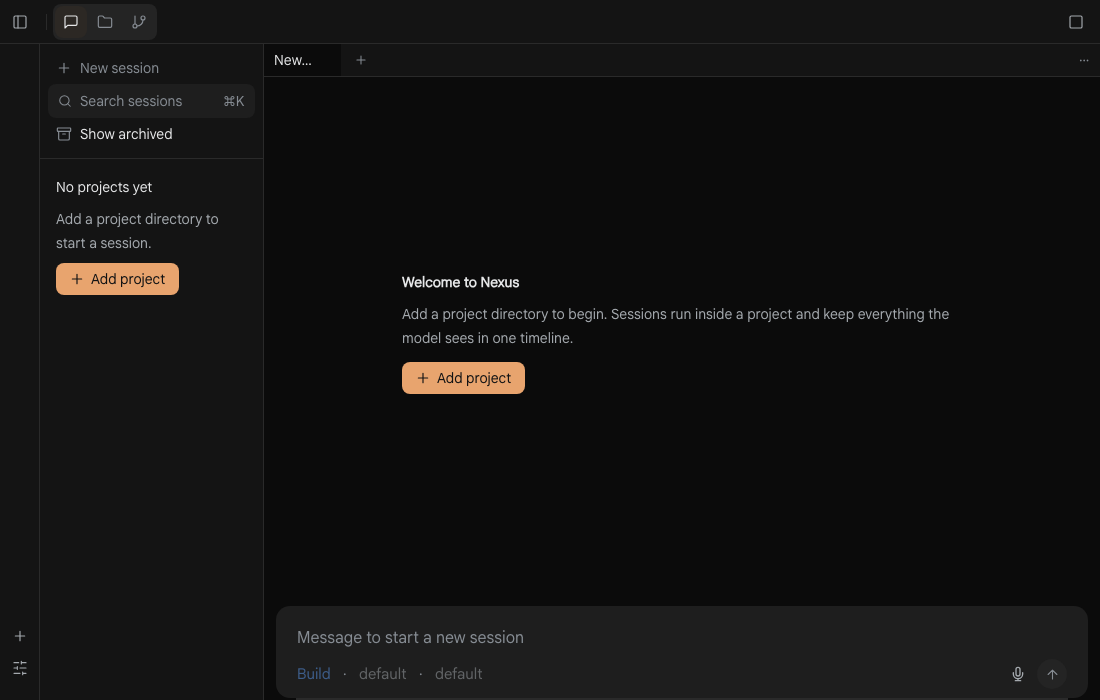 New session
Search sessions ⌘K
Show archived
No projects yet
Add a project directory to
start a session.
Add project
New...
Welcome to Nexus
Add a project directory to begin. Sessions run inside a project and keep everything the
model sees in one timeline.
Add project
Message to start a new session
Build · default · default